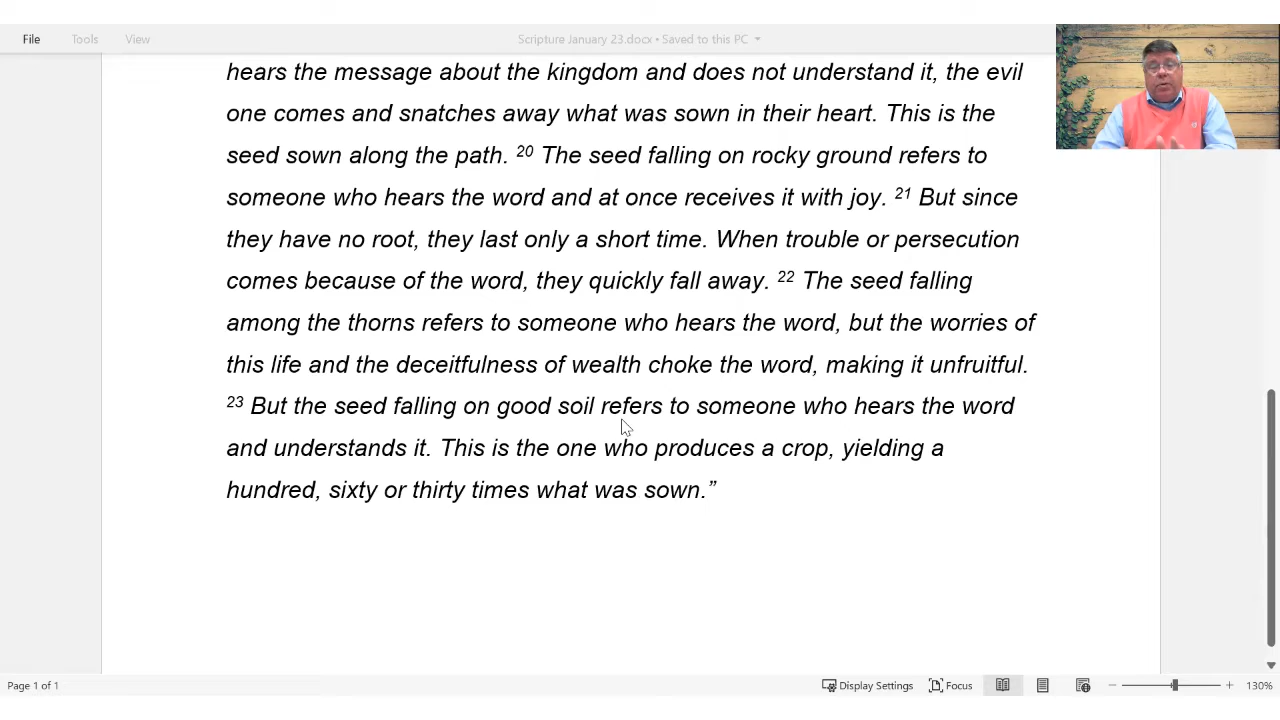 File Tools View Scripture January 23.docx • Saved to this PC
hears the message about the kingdom and does not understand it, the evil
one comes and snatches away what was sown in their heart. This is the
seed sown along the path. 20 The seed falling on rocky ground refers to
someone who hears the word and at once receives it with joy. 21 But since
they have no root, they last only a short time. When trouble or persecution
comes because of the word, they quickly fall away. 22 The seed falling
among the thorns refers to someone who hears the word, but the worries of
this life and the deceitfulness of wealth choke the word, making it unfruitful.
23 But the seed falling on good soil refers to someone who hears the word
and understands it. This is the one who produces a crop, yielding a
hundred, sixty or thirty times what was sown.”
Page 1 of 1 Display Settings Focus 130%